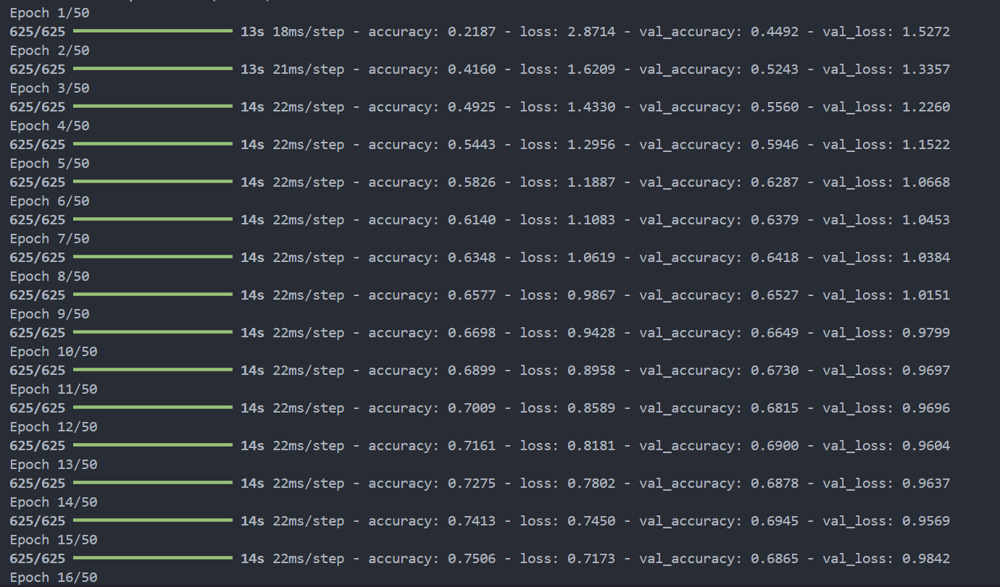 Epoch 1/50
625/625 13s 18ms/step - accuracy: 0.2187 - loss: 2.8714 - val_accuracy: 0.4492 - val_loss: 1.5272
Epoch 2/50
625/625 13s 21ms/step - accuracy: 0.4160 - loss: 1.6209 - val_accuracy: 0.5243 - val_loss: 1.3357
Epoch 3/50
625/625 14s 22ms/step - accuracy: 0.4925 - loss: 1.4330 - val_accuracy: 0.5560 - val_loss: 1.2260
Epoch 4/50
625/625 14s 22ms/step - accuracy: 0.5443 - loss: 1.2956 - val_accuracy: 0.5946 - val_loss: 1.1522
Epoch 5/50
625/625 14s 22ms/step - accuracy: 0.5826 - loss: 1.1887 - val_accuracy: 0.6287 - val_loss: 1.0668
Epoch 6/50
625/625 14s 22ms/step - accuracy: 0.6140 - loss: 1.1083 - val_accuracy: 0.6379 - val_loss: 1.0453
Epoch 7/50
625/625 14s 22ms/step - accuracy: 0.6348 - loss: 1.0619 - val_accuracy: 0.6418 - val_loss: 1.0384
Epoch 8/50
625/625 14s 22ms/step - accuracy: 0.6577 - loss: 0.9867 - val_accuracy: 0.6527 - val_loss: 1.0151
Epoch 9/50
625/625 14s 22ms/step - accuracy: 0.6698 - loss: 0.9428 - val_accuracy: 0.6649 - val_loss: 0.9799
Epoch 10/50
625/625 14s 22ms/step - accuracy: 0.6899 - loss: 0.8958 - val_accuracy: 0.6730 - val_loss: 0.9697
Epoch 11/50
625/625 14s 22ms/step - accuracy: 0.7009 - loss: 0.8589 - val_accuracy: 0.6815 - val_loss: 0.9696
Epoch 12/50
625/625 14s 22ms/step - accuracy: 0.7161 - loss: 0.8181 - val_accuracy: 0.6900 - val_loss: 0.9604
Epoch 13/50
625/625 14s 22ms/step - accuracy: 0.7275 - loss: 0.7802 - val_accuracy: 0.6878 - val_loss: 0.9637
Epoch 14/50
625/625 14s 22ms/step - accuracy: 0.7413 - loss: 0.7450 - val_accuracy: 0.6945 - val_loss: 0.9569
Epoch 15/50
625/625 14s 22ms/step - accuracy: 0.7506 - loss: 0.7173 - val_accuracy: 0.6865 - val_loss: 0.9842
Epoch 16/50